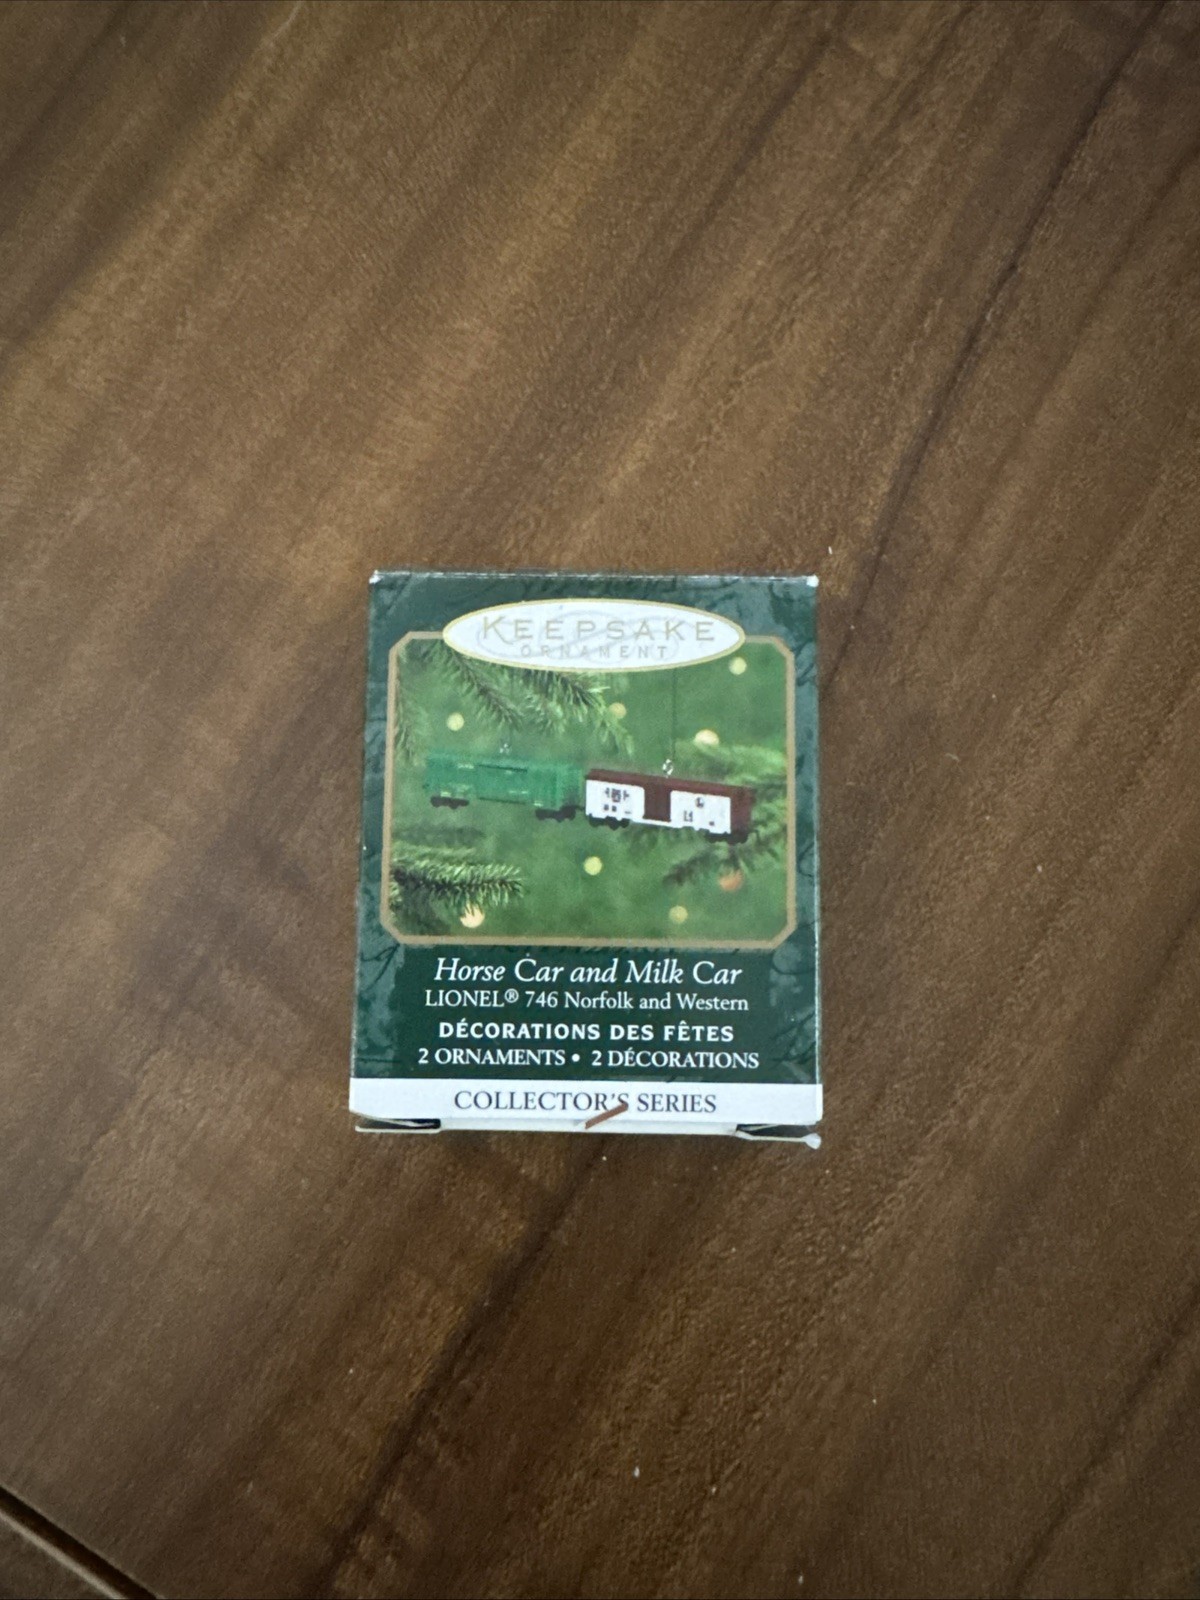 KEEPSAKE
ORNAMENT
Horse Car and Milk Car
LIONEL® 746 Norfolk and Western
DÉCORATIONS DES FÊTES
2 ORNAMENTS • 2 DÉCORATIONS
COLLECTOR'S SERIES